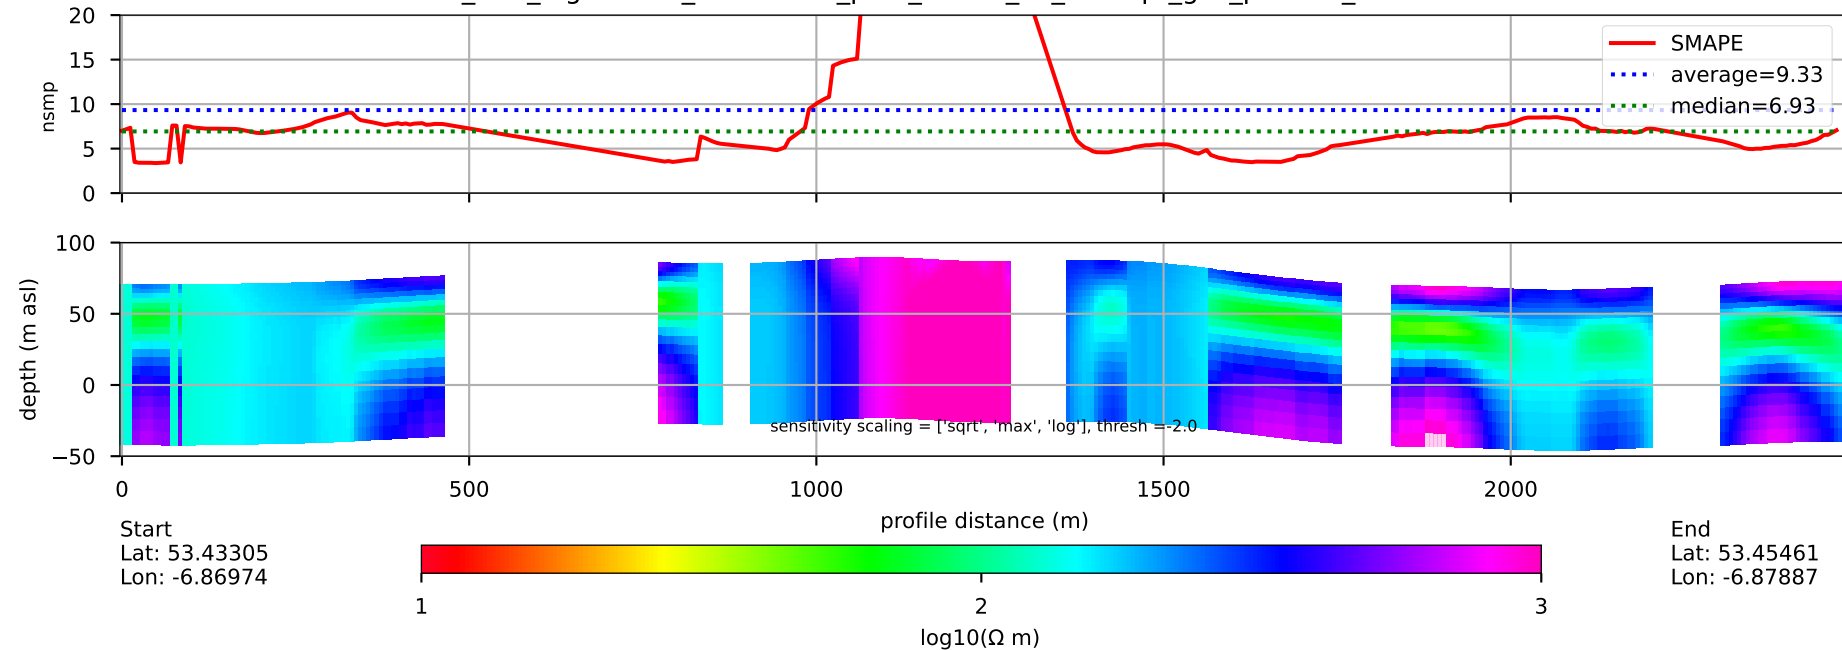 20
15
10
5
0
nsmp
SMAPE
average=9.33
median=6.93
100
50
0
−50
depth (m asl)
sensitivity scaling = ['sqrt', 'max', 'log'], thresh =-2.0
0 500 1000 1500 2000
profile distance (m)
Start
Lat: 53.43305
Lon: -6.86974
End
Lat: 53.45461
Lon: -6.87887
1 2 3
log10(Ω m)